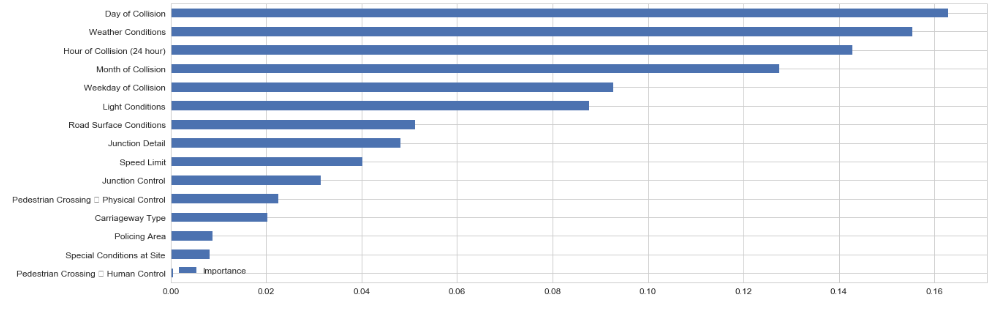 Day of Collision
Weather Conditions
Hour of Collision (24 hour)
Month of Collision
Weekday of Collision
Light Conditions
Road Surface Conditions
Junction Detail
Speed Limit
Junction Control
Pedestrian Crossing □ Physical Control
Carriageway Type
Policing Area
Special Conditions at Site
Pedestrian Crossing □ Human Control
Importance
0.00 0.02 0.04 0.06 0.08 0.10 0.12 0.14 0.16